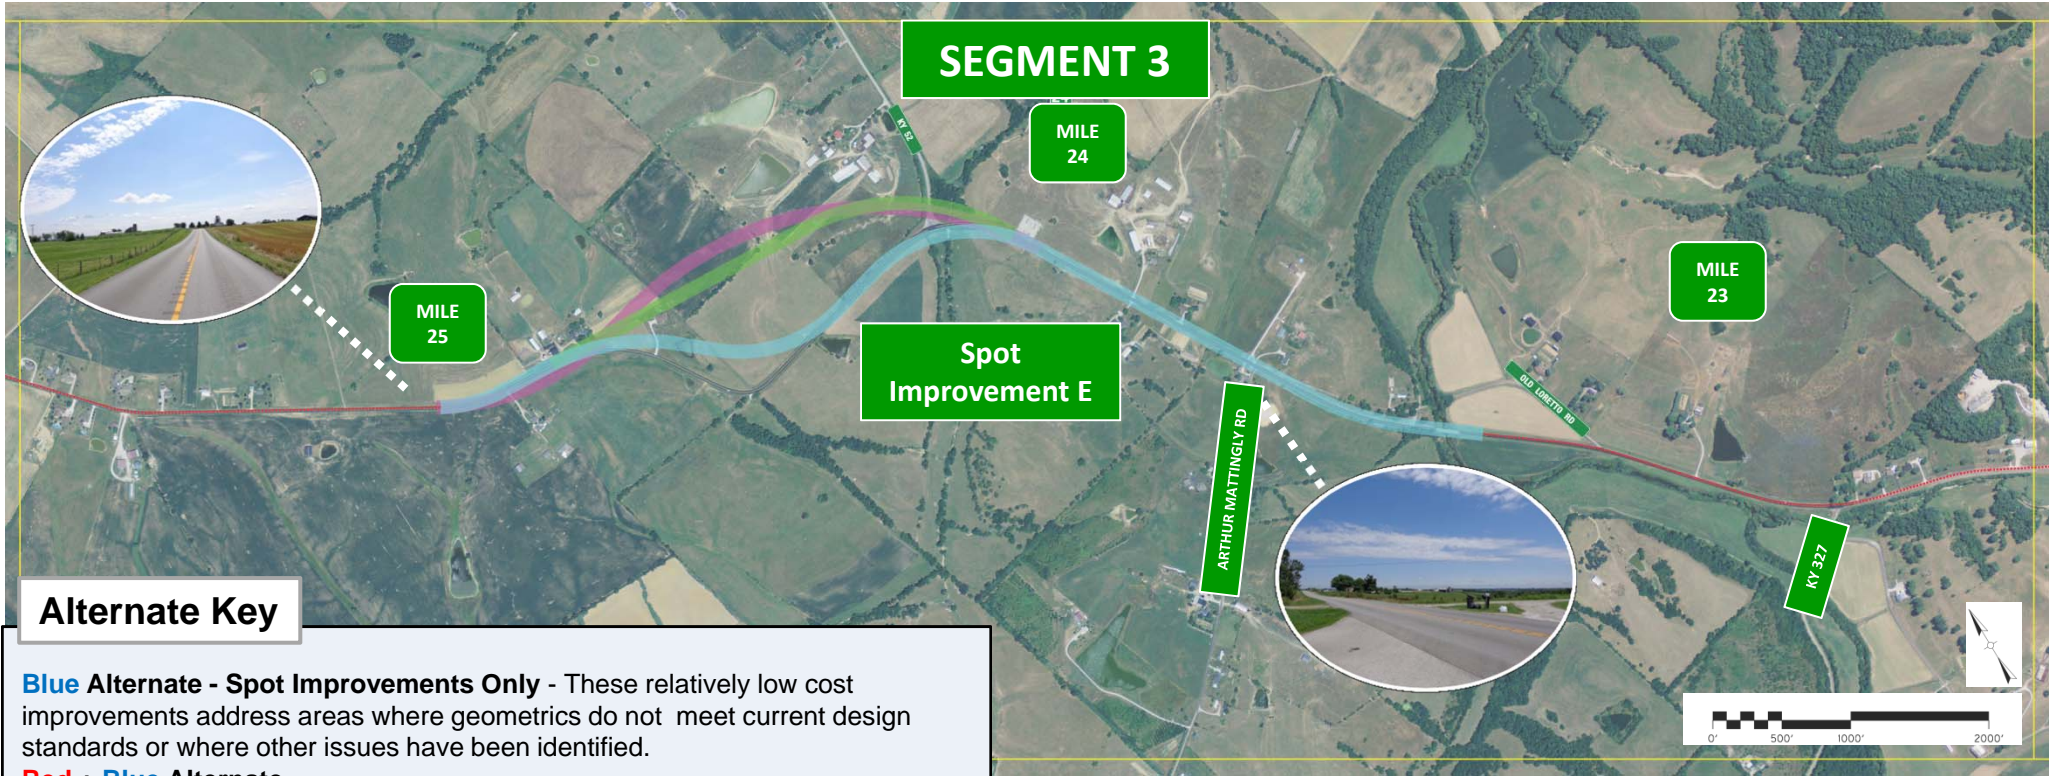 SEGMENT 3
MILE
24
KY 52
MILE
25
MILE
23
Spot
Improvement E
OLD LORETTO RD
ARTHUR MATTINGLY RD
KY 327
0' 500' 1000' 2000'
Alternate Key
Blue Alternate - Spot Improvements Only - These relatively low cost
improvements address areas where geometrics do not meet current design
standards or where other issues have been identified.
Blue Alternate